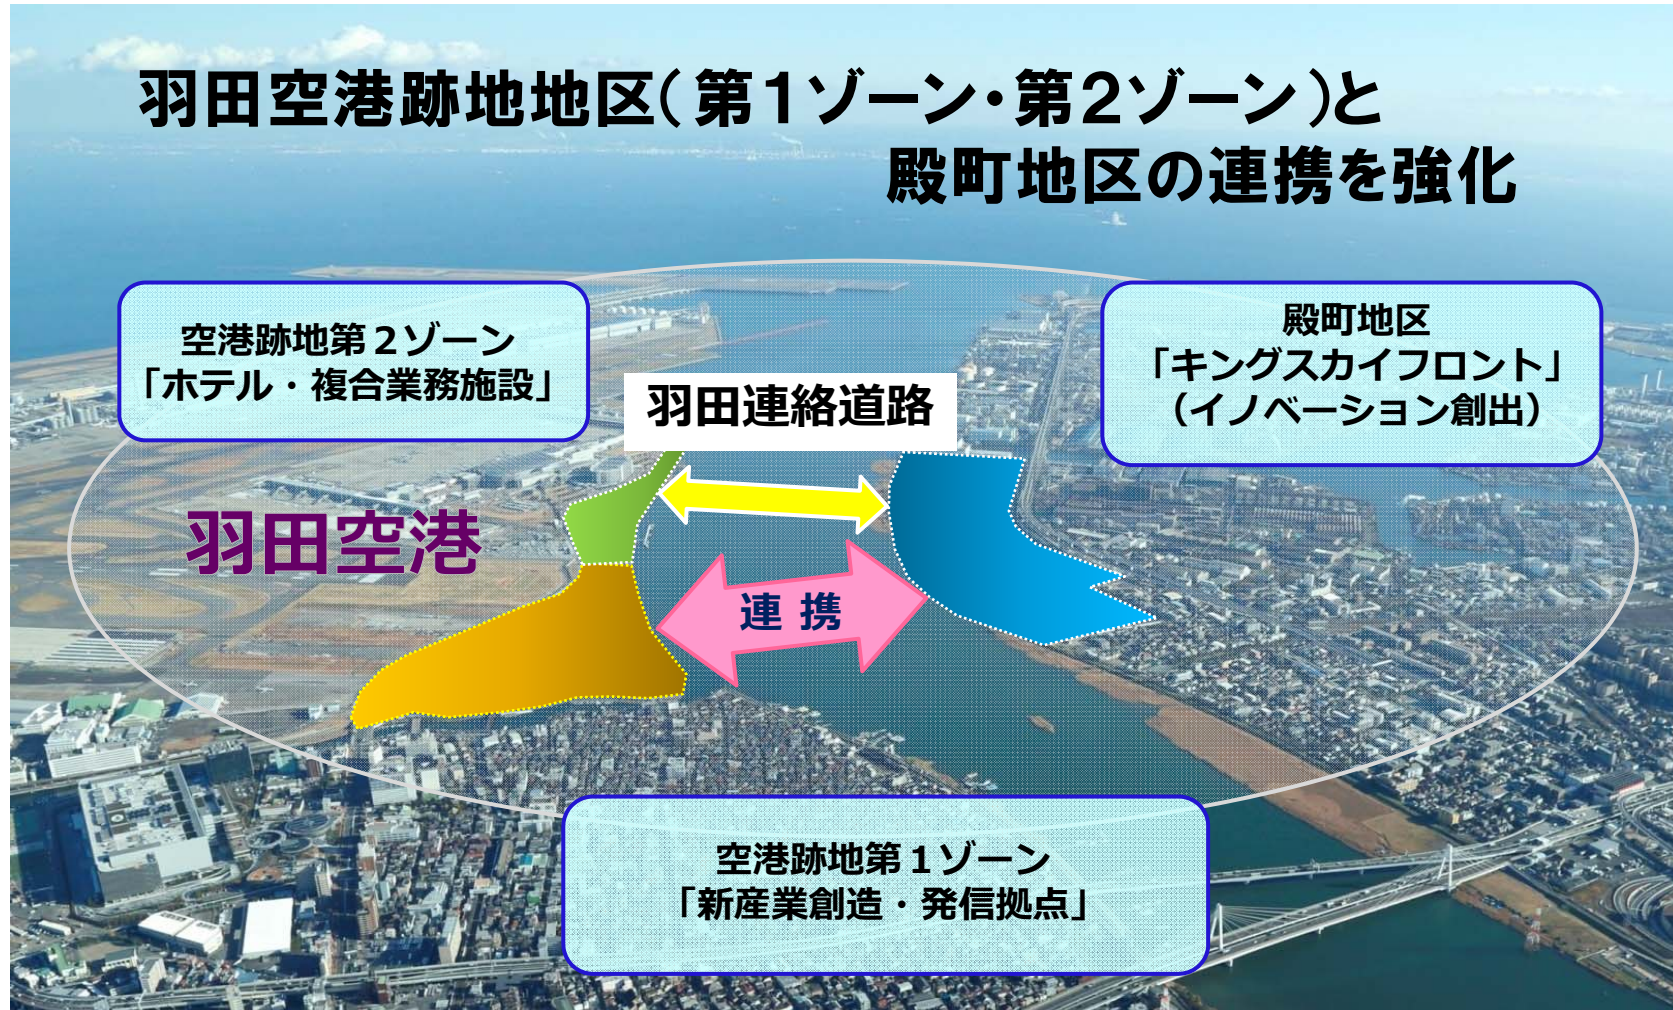 羽田空港跡地地区（第１ゾーン・第２ゾーン）と
殿町地区の連携を強化
空港跡地第２ゾーン
「ホテル・複合業務施設」
殿町地区
「キングスカイフロント」
（イノベーション創出）
羽田連絡道路
羽田空港
連 携
空港跡地第１ゾーン
「新産業創造・発信拠点」